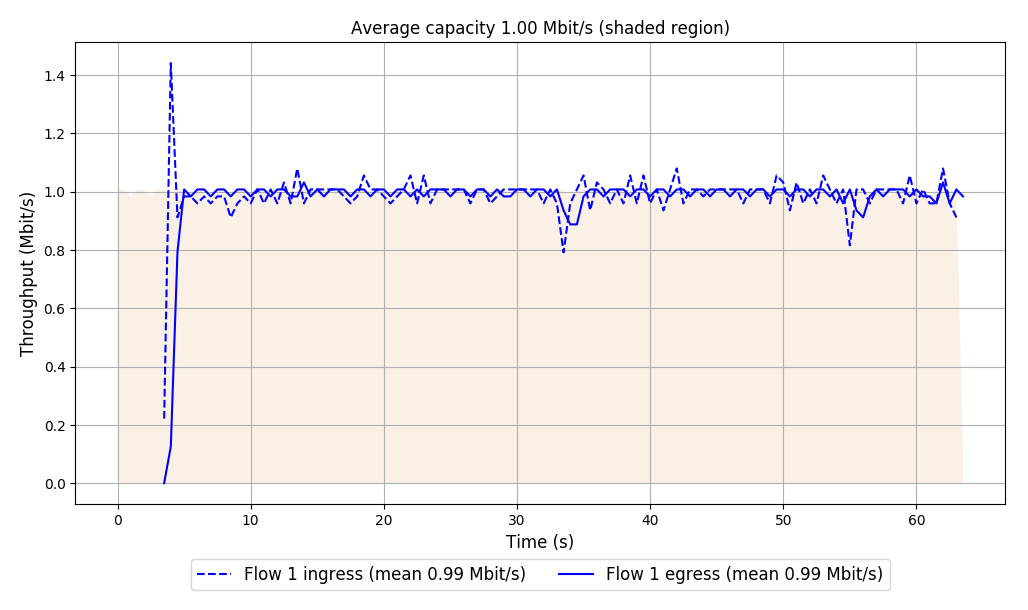 Average capacity 1.00 Mbit/s (shaded region)
Throughput (Mbit/s)
1.4
1.2
1.0
0.8
0.6
0.4
0.2
0.0
0 10 20 30 40 50 60
Time (s)
Flow 1 ingress (mean 0.99 Mbit/s) Flow 1 egress (mean 0.99 Mbit/s)